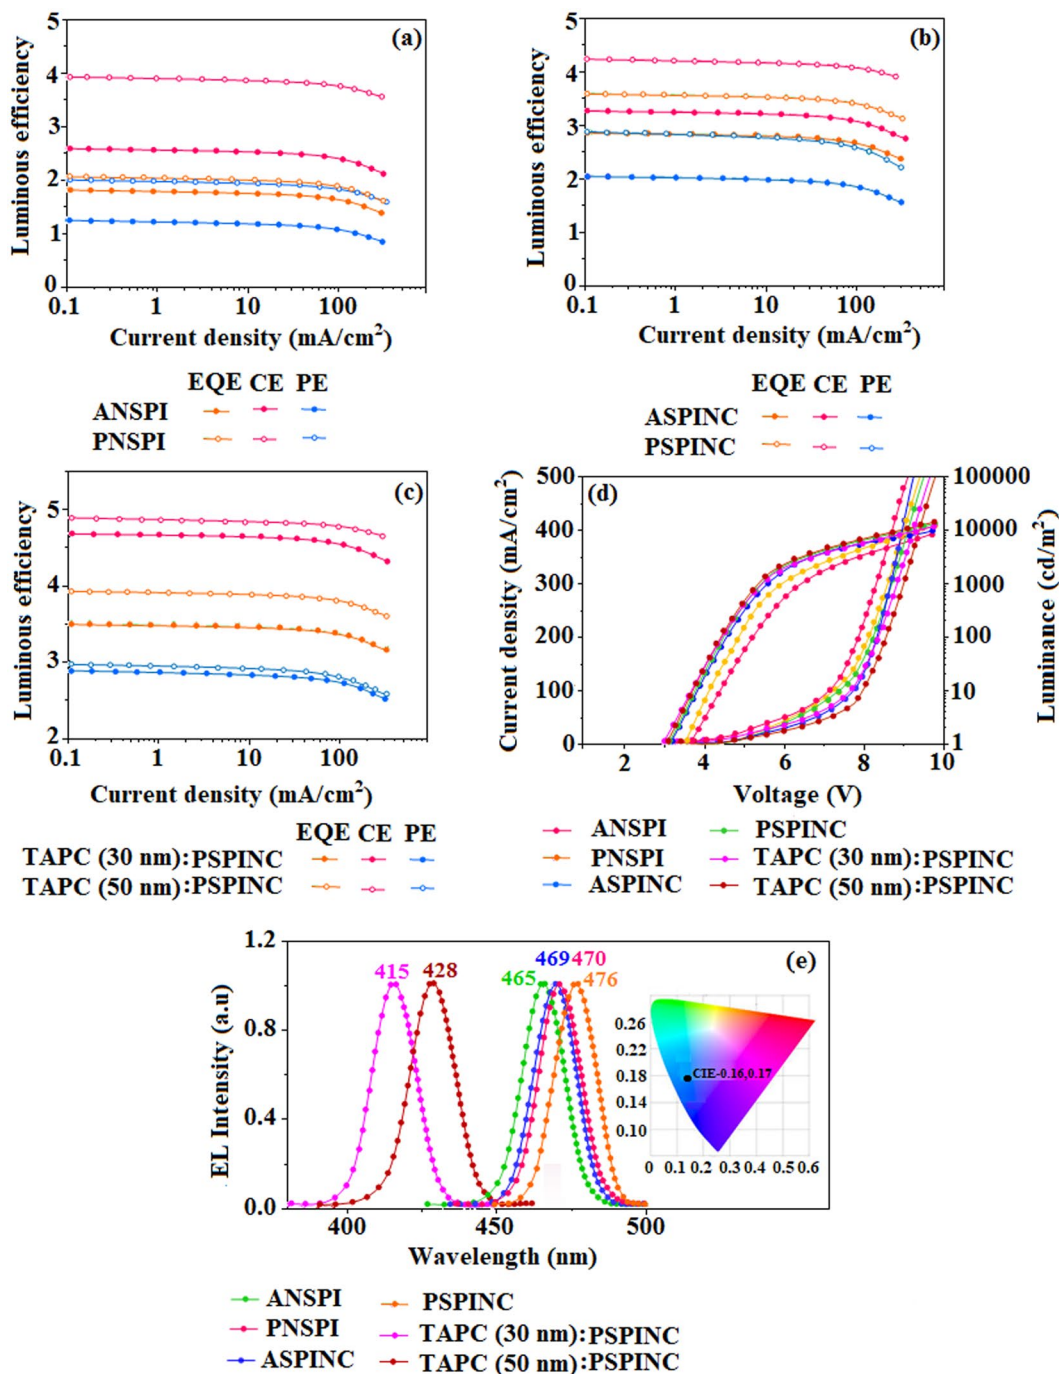 (a)
Luminous efficiency
5
4
3
2
1
0
0.1 1 10 100
Current density (mA/cm²)
EQE CE PE
ANSPI
PNSPI
(b)
Luminous efficiency
5
4
3
2
1
0
0.1 1 10 100
Current density (mA/cm²)
EQE CE PE
ASPINC
PSPINC
(c)
Luminous efficiency
5
4
3
2
0.1 1 10 100
Current density (mA/cm²)
EQE CE PE
TAPC (30 nm):PSPINC
TAPC (50 nm):PSPINC
(d)
Current density (mA/cm²)
500
400
300
200
100
0
Luminance (cd/m²)
100000
10000
1000
100
10
1
2 4 6 8 10
Voltage (V)
ANSPI PSPINC
PNSPI TAPC (30 nm):PSPINC
ASPINC TAPC (50 nm):PSPINC
(e)
EL Intensity (a.u)
1.2
0.8
0.4
0.0
415 428 465 469 470 476
400 450 500
Wavelength (nm)
0.26
0.22
0.18
0.14
0.10
CIE-0.16,0.17
0 0.1 0.2 0.3 0.4 0.5 0.6
ANSPI PSPINC
PNSPI TAPC (30 nm):PSPINC
ASPINC TAPC (50 nm):PSPINC